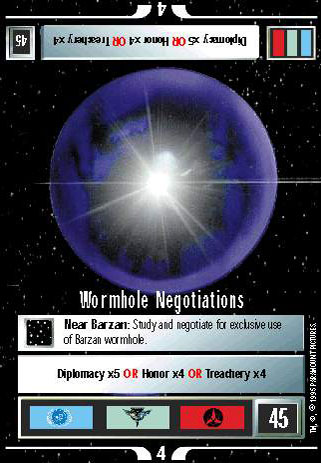 4
45
Diplomacy x5 OR Honor x4 OR Treachery x4
Wormhole Negotiations
Near Barzan: Study and negotiate for exclusive use
of Barzan wormhole.
Diplomacy x5 OR Honor x4 OR Treachery x4
45
4
TM, ©, ® 1995 PARAMOUNT PICTURES.